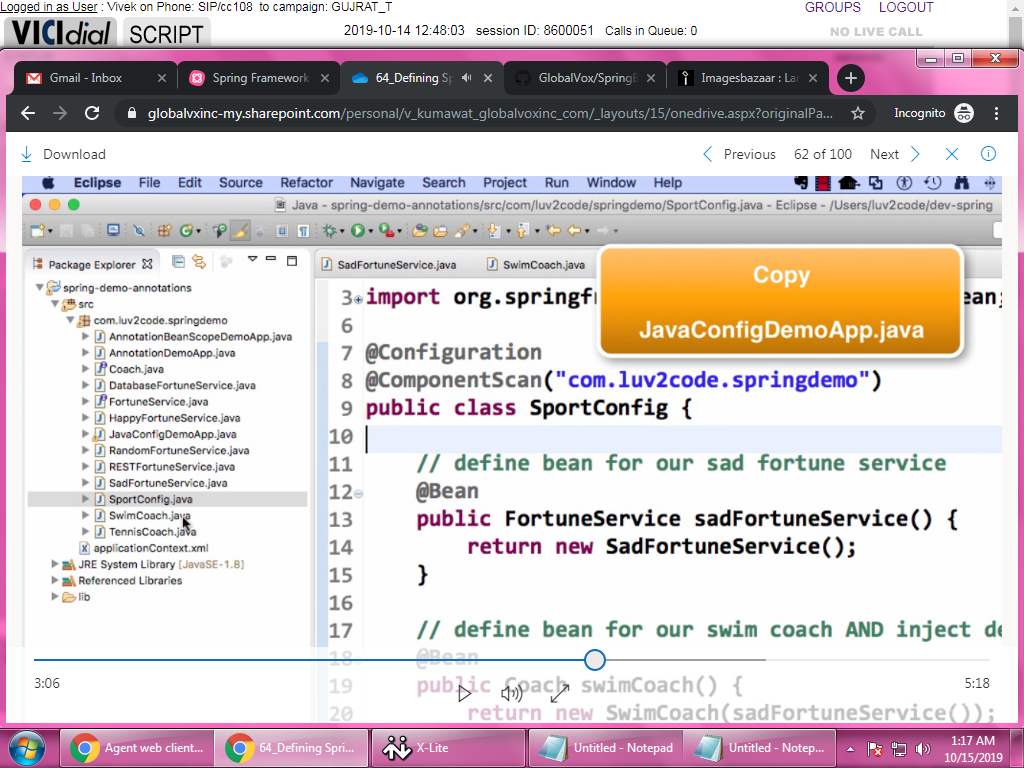 Logged in as User : Vivek on Phone: SIP/cc108 to campaign: GUJRAT_T
GROUPS LOGOUT
VICIdial SCRIPT
2019-10-14 12:48:03 session ID: 8600051 Calls in Queue: 0
NO LIVE CALL
Gmail - Inbox
Spring Framework
64_Defining Sp
GlobalVox/SpringB
Imagesbazaar : Lar
globalvxinc-my.sharepoint.com/personal/v_kumawat_globalvoxinc_com/_layouts/15/onedrive.aspx?originalPa...
Incognito
Download
Previous 62 of 100 Next
Eclipse File Edit Source Refactor Navigate Search Project Run Window Help
Java - spring-demo-annotations/src/com/luv2code/springdemo/SportConfig.java - Eclipse - /Users/luv2code/dev-spring
Package Explorer
spring-demo-annotations
src
com.luv2code.springdemo
AnnotationBeanScopeDemoApp.java
AnnotationDemoApp.java
Coach.java
DatabaseFortuneService.java
FortuneService.java
HappyFortuneService.java
JavaConfigDemoApp.java
RandomFortuneService.java
RESTFortuneService.java
SadFortuneService.java
SportConfig.java
SwimCoach.java
TennisCoach.java
applicationContext.xml
JRE System Library [JavaSE-1.8]
Referenced Libraries
lib
SadFortuneService.java
SwimCoach.java
Copy
JavaConfigDemoApp.java
3 import org.springfr ean;
6
7 @Configuration
8 @ComponentScan("com.luv2code.springdemo")
9 public class SportConfig {
10
11 // define bean for our sad fortune service
12 @Bean
13 public FortuneService sadFortuneService() {
14 return new SadFortuneService();
15 }
16
17 // define bean for our swim coach AND inject de
18 @Bean
19 public Coach swimCoach() {
20 return new SwimCoach(sadFortuneService());
3:06
5:18
Agent web client...
64_Defining Spri...
X-Lite
Untitled - Notepad
Untitled - Notep...
1:17 AM
10/15/2019